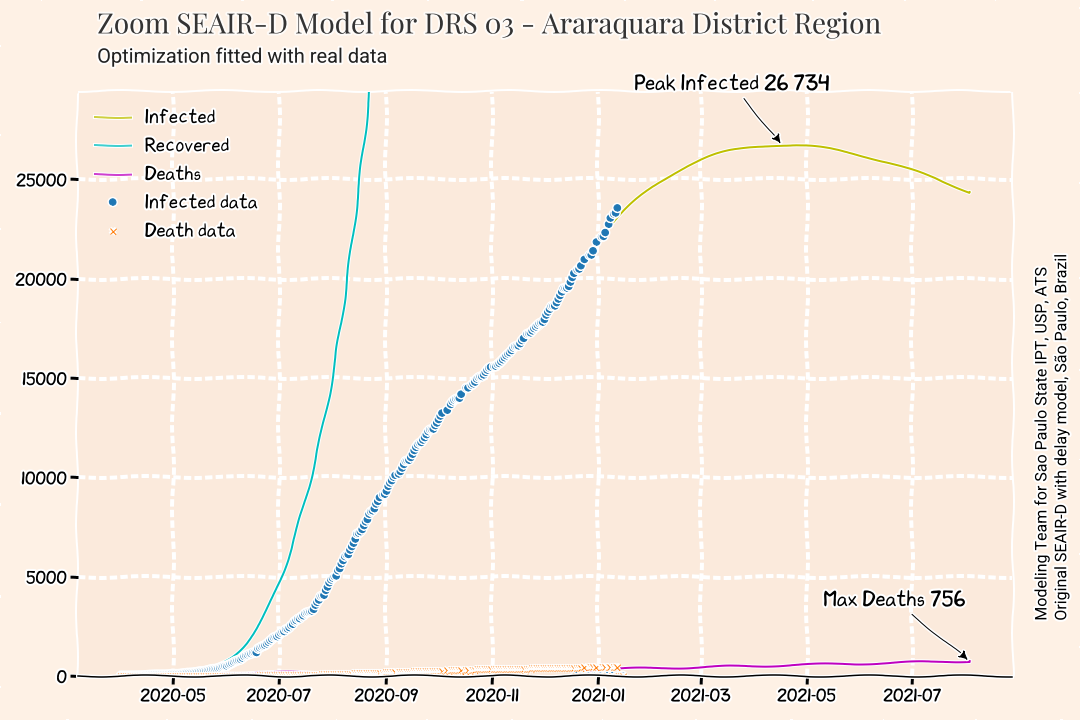 Zoom SEAIR-D Model for DRS 03 - Araraquara District Region
Optimization fitted with real data
Peak Infected 26 734
Infected
Recovered
Deaths
Infected data
Death data
25000
20000
15000
10000
5000
0
Max Deaths 756
2020-05
2020-07
2020-09
2020-11
2021-01
2021-03
2021-05
2021-07
Modeling Team for Sao Paulo State IPT, USP, ATS
Original SEAIR-D with delay model, São Paulo, Brazil